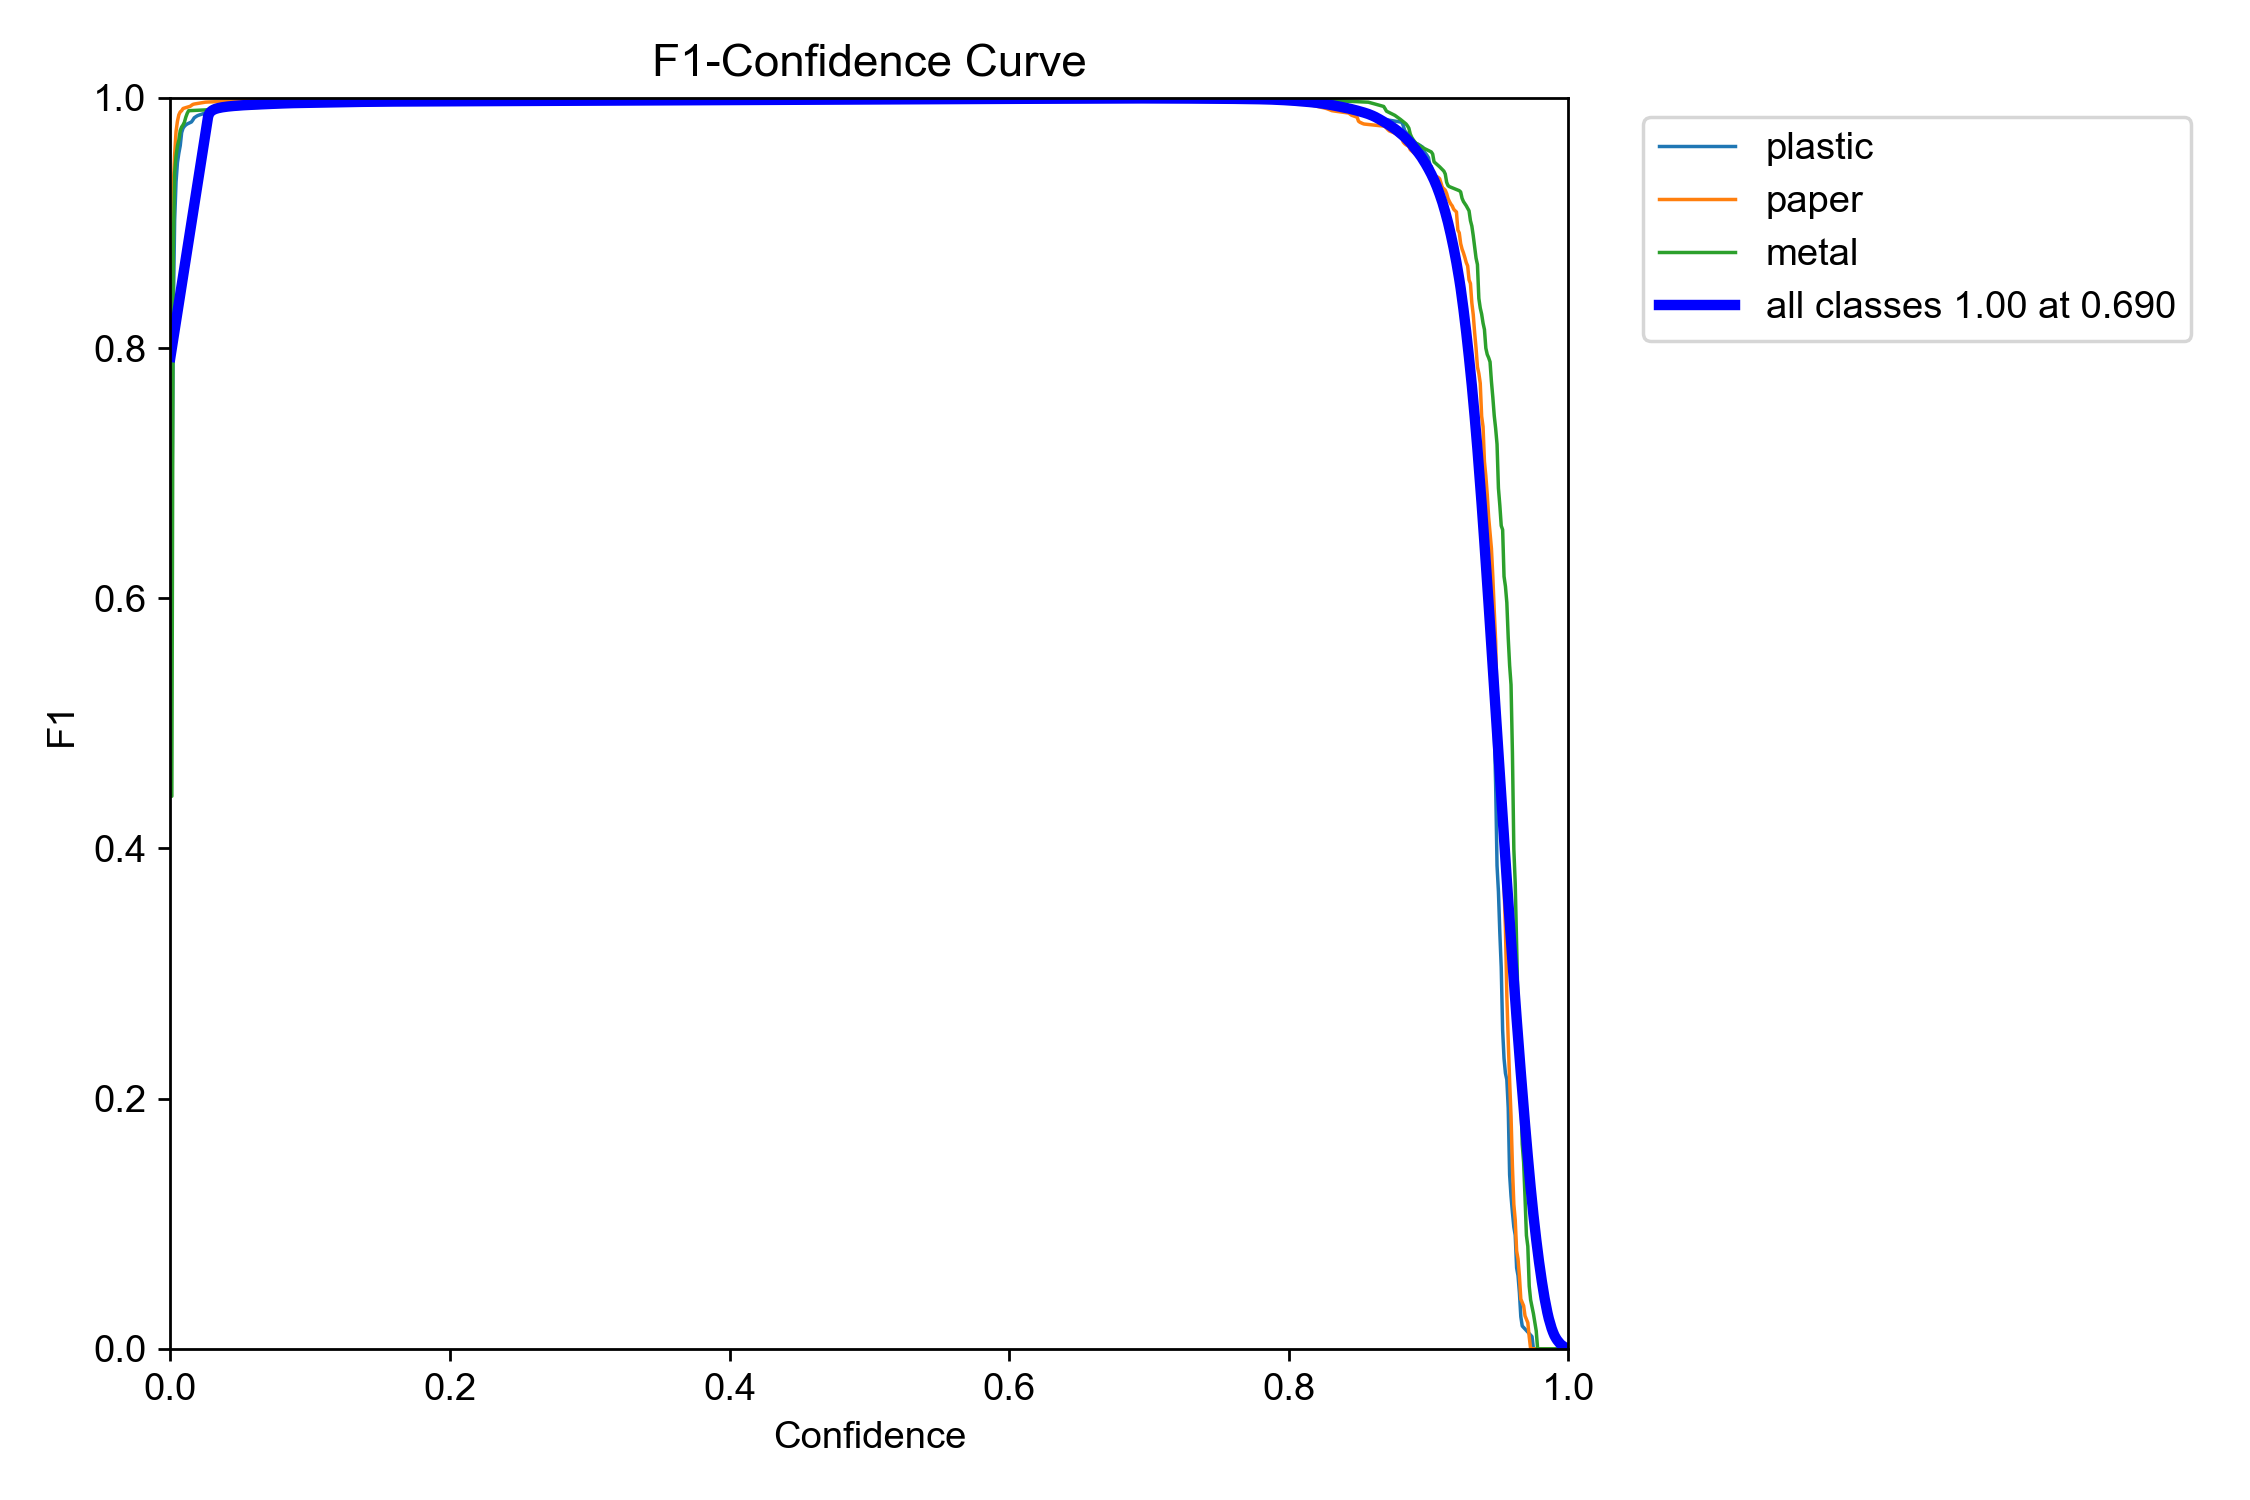 F1-Confidence Curve
1.0
0.8
0.6
0.4
0.2
0.0
F1
0.0 0.2 0.4 0.6 0.8 1.0
Confidence
plastic
paper
metal
all classes 1.00 at 0.690